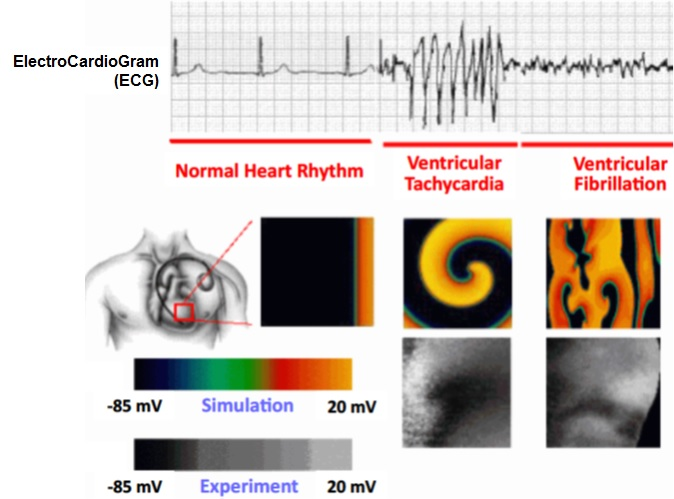 ElectroCardioGram
(ECG)
Normal Heart Rhythm
Ventricular
Tachycardia
Ventricular
Fibrillation
-85 mV Simulation 20 mV
-85 mV Experiment 20 mV